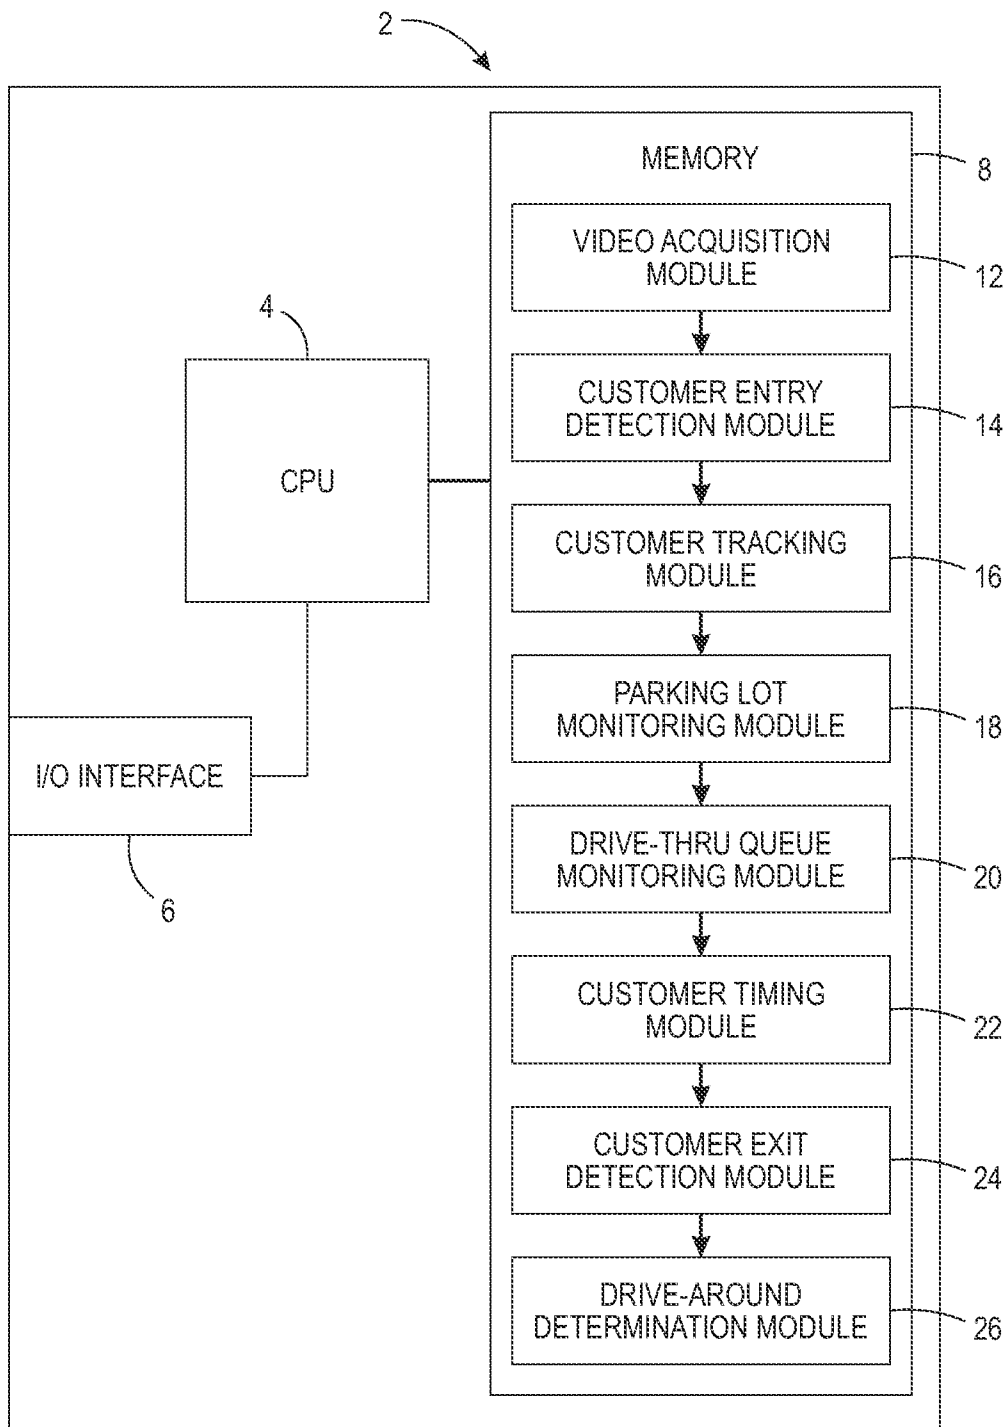 2
MEMORY
8
VIDEO ACQUISITION
MODULE
12
4
CUSTOMER ENTRY
DETECTION MODULE
14
CPU
CUSTOMER TRACKING
MODULE
16
PARKING LOT
MONITORING MODULE
18
I/O INTERFACE
6
DRIVE-THRU QUEUE
MONITORING MODULE
20
CUSTOMER TIMING
MODULE
22
CUSTOMER EXIT
DETECTION MODULE
24
DRIVE-AROUND
DETERMINATION MODULE
26